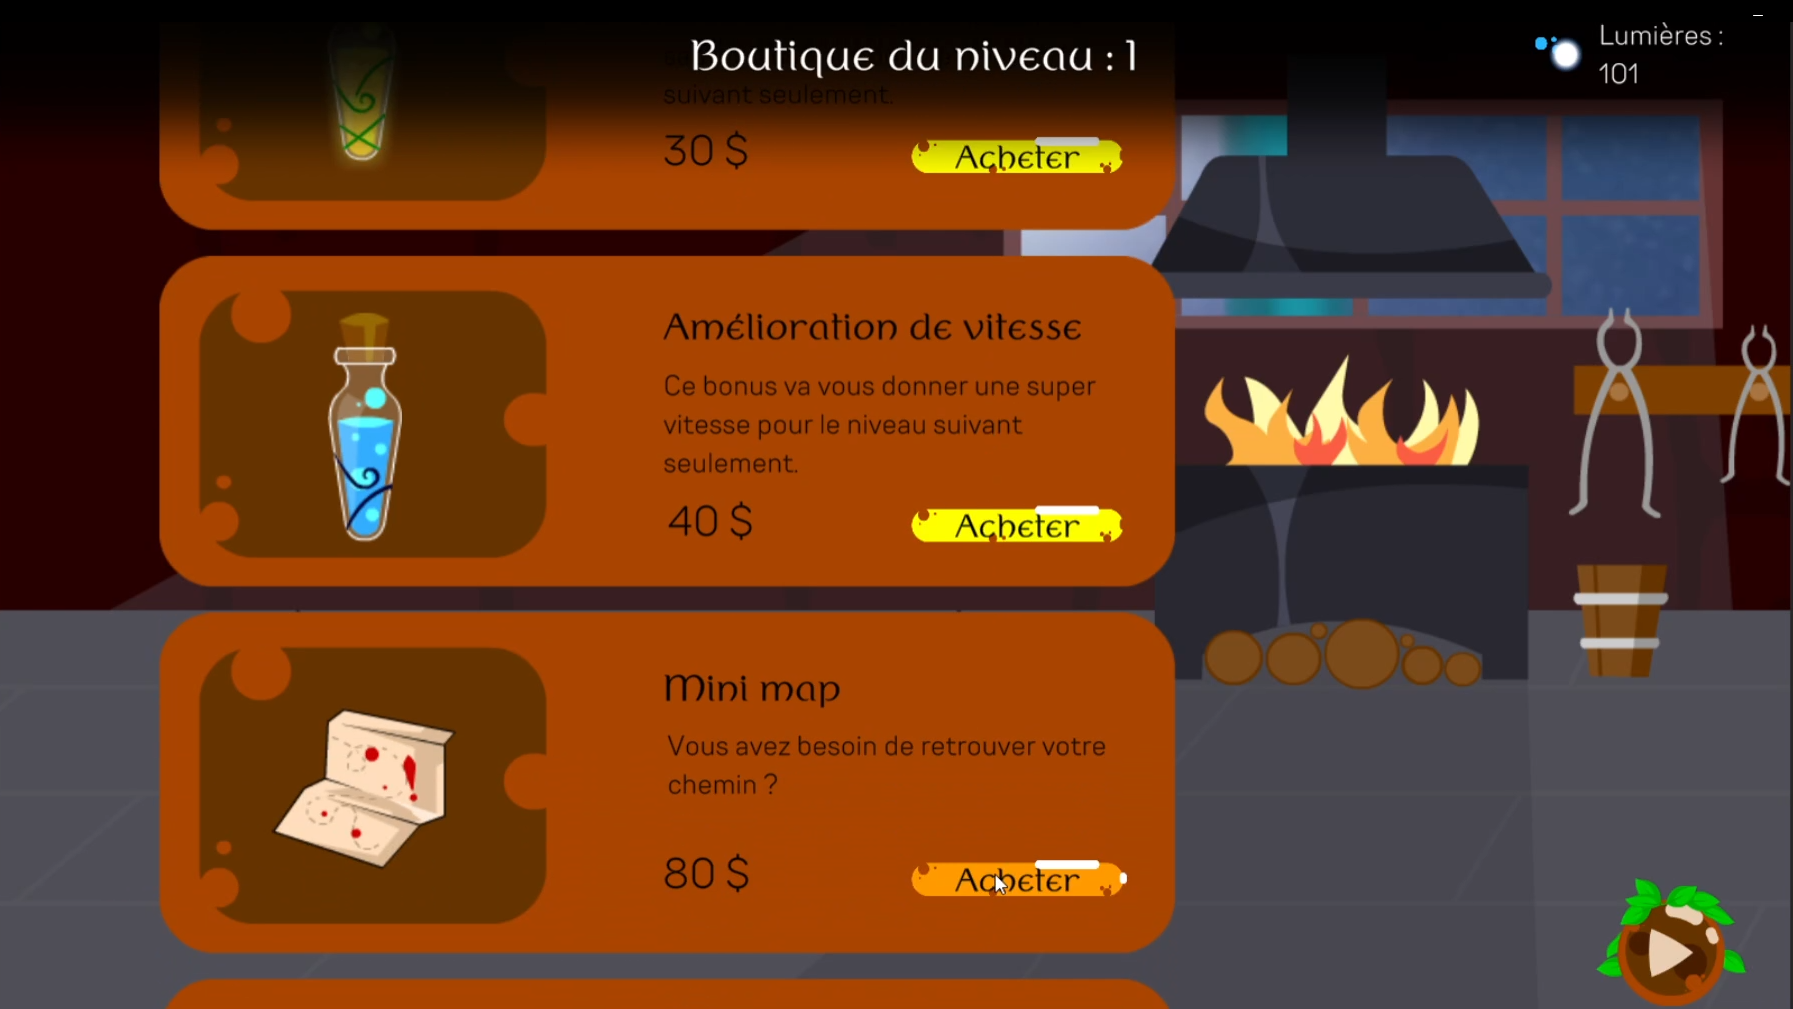 Boutique du niveau : 1
Lumières :
101
suivant seulement.
30 $
Acheter
Amélioration de vitesse
Ce bonus va vous donner une super
vitesse pour le niveau suivant
seulement.
40 $
Acheter
Mini map
Vous avez besoin de retrouver votre
chemin ?
80 $
Acheter